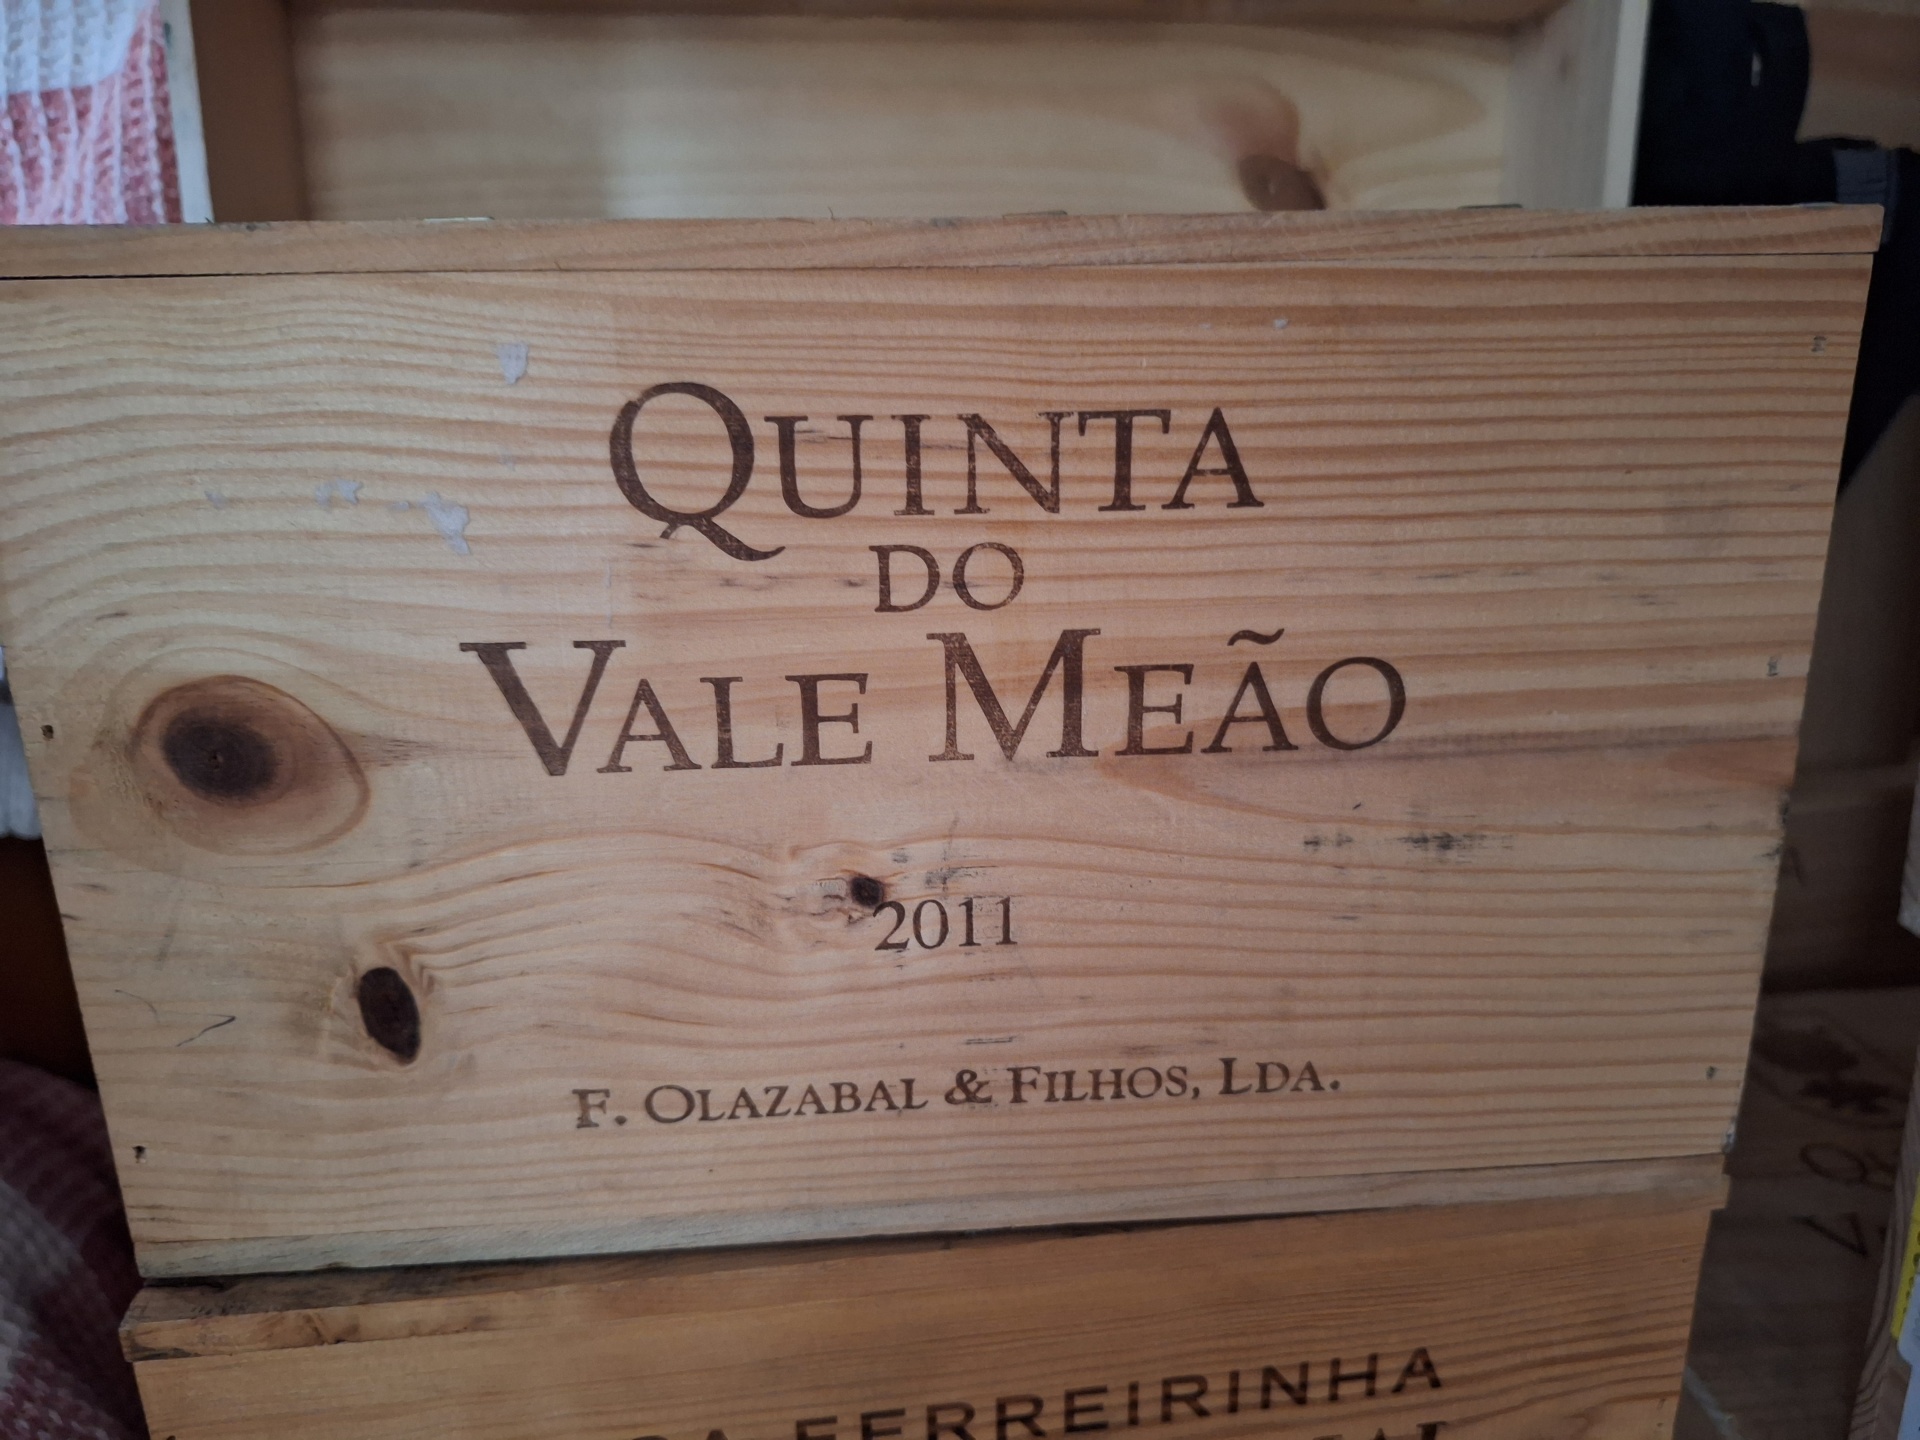 QUINTA
DO
VALE MEÃO
2011
F. OLAZABAL & FILHOS, LDA.
FERREIRINHA